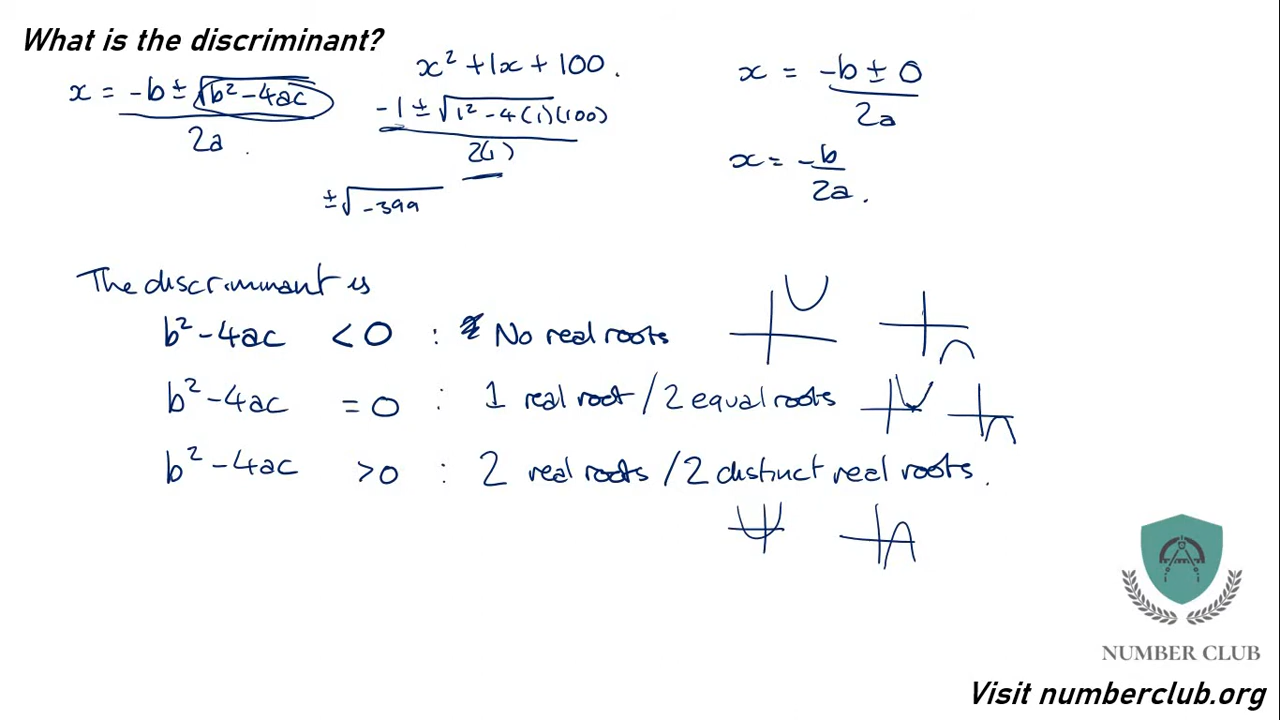 What is the discriminant?
x = -b ± √b² - 4ac
2a
x² + 1x + 100.
-1 ± √1² - 4(1)(100)
2(1)
± √-399
x = -b ± 0
2a
x = -b
2a.
The discriminant is
b² - 4ac < 0 : No real roots
b² - 4ac = 0 : 1 real root / 2 equal roots
b² - 4ac > 0 : 2 real roots / 2 distinct real roots.
NUMBER CLUB
Visit numberclub.org